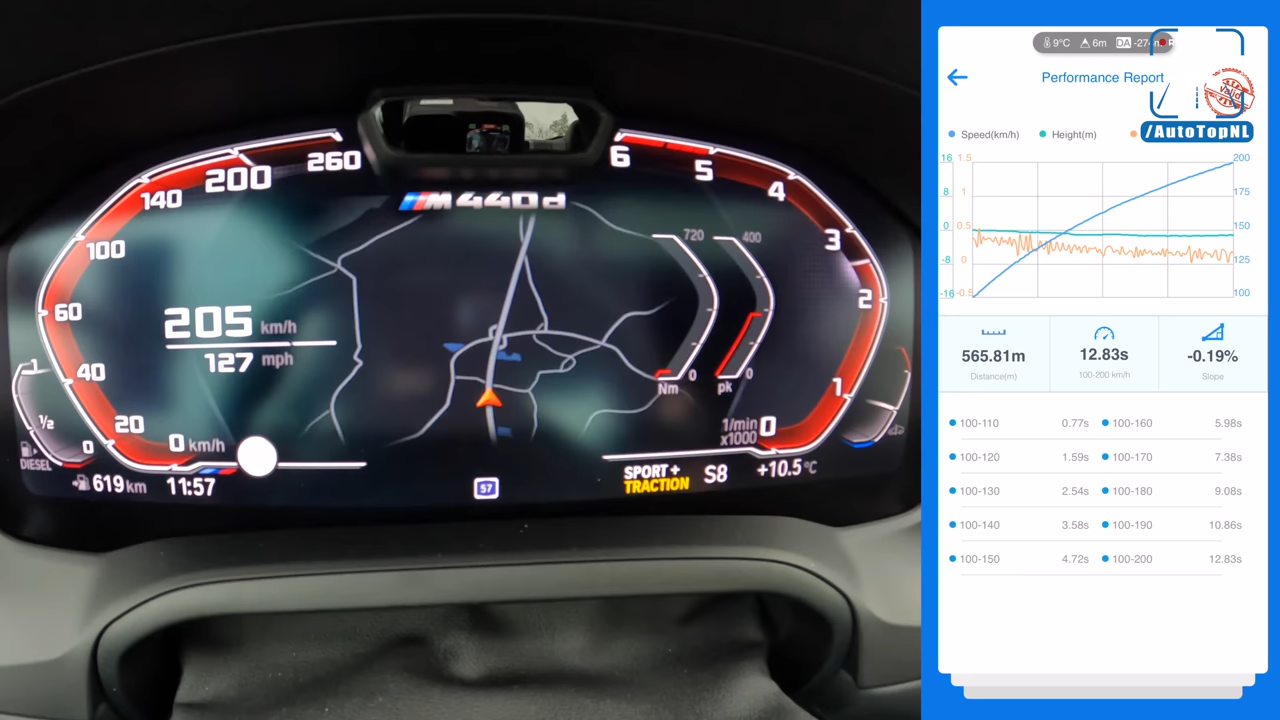 260
200
140
100
60
40
20
0 km/h
205 km/h
127 mph
1
1/2
0
DIESEL
619 km
11:57
M440d
720
400
0
0
Nm
pk
57
6
5
4
3
2
1
0
1/min
x1000
SPORT +
TRACTION
S8
+10.5 °C
9°C
6m
DA
Performance Report
valid
/AutoTopNL
Speed(km/h)
Height(m)
16
8
0
-8
-16
1.5
1
0.5
0
-0.5
200
175
150
125
100
565.81m
Distance(m)
12.83s
100-200 km/h
-0.19%
Slope
100-110 0.77s 100-160 5.98s
100-120 1.59s 100-170 7.38s
100-130 2.54s 100-180 9.08s
100-140 3.58s 100-190 10.86s
100-150 4.72s 100-200 12.83s